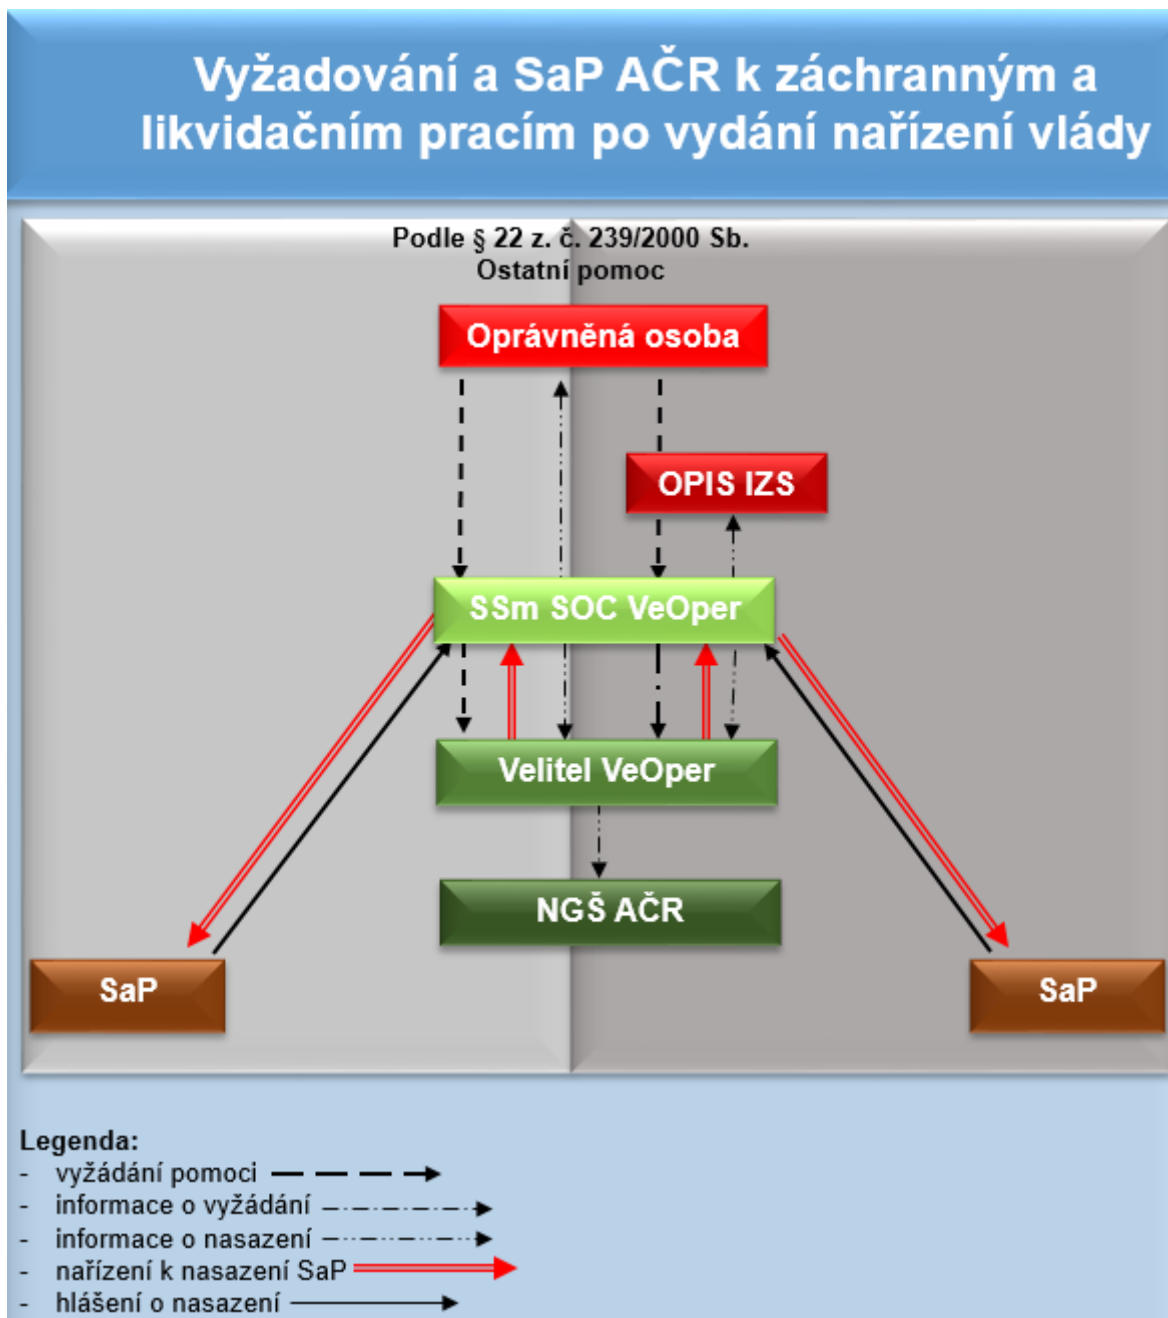 Vyžadování a SaP AČR k záchranným a
likvidačním pracím po vydání nařízení vlády
Podle § 22 z. č. 239/2000 Sb.
Ostatní pomoc
Oprávněná osoba
OPIS IZS
SSm SOC VeOper
Velitel VeOper
NGŠ AČR
SaP
SaP
Legenda:
- vyžádání pomoci
- informace o vyžádání
- informace o nasazení
- nařízení k nasazení SaP
- hlášení o nasazení